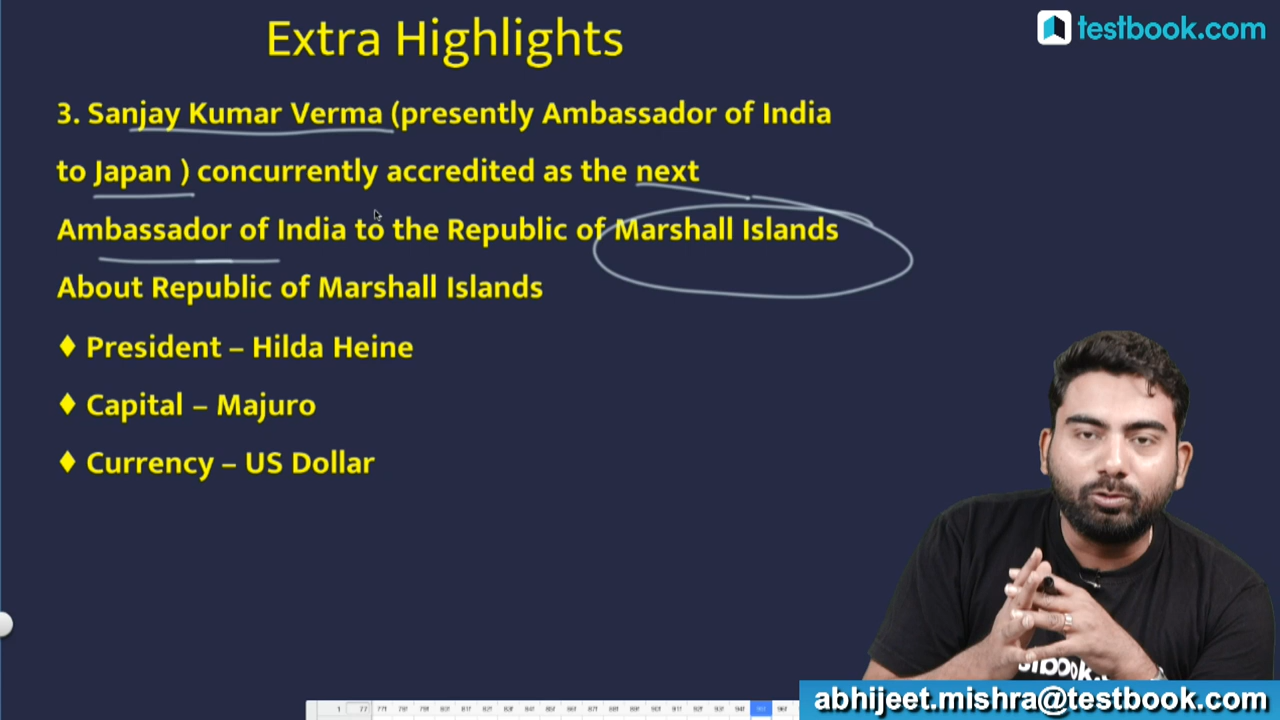 Extra Highlights
testbook.com
3. Sanjay Kumar Verma (presently Ambassador of India
to Japan ) concurrently accredited as the next
Ambassador of India to the Republic of Marshall Islands
About Republic of Marshall Islands
♦ President – Hilda Heine
♦ Capital – Majuro
♦ Currency – US Dollar
abhijeet.mishra@testbook.com